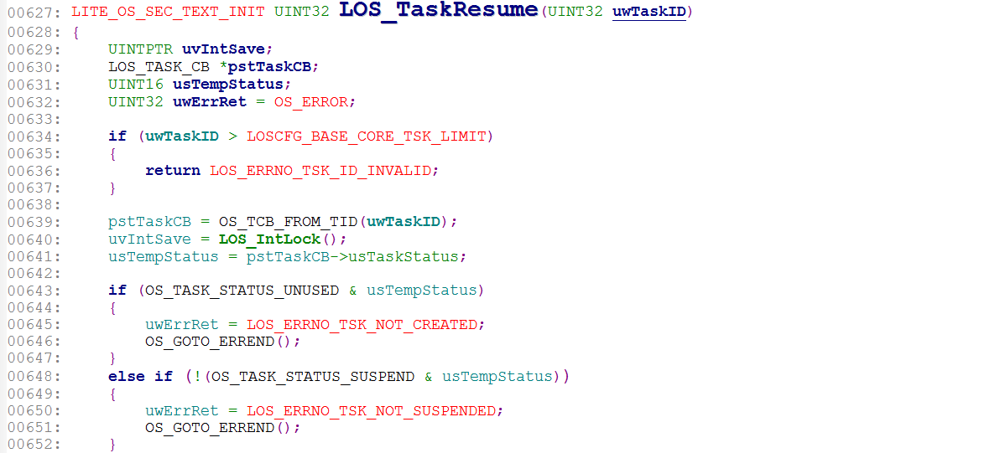 00627: LITE_OS_SEC_TEXT_INIT UINT32 LOS_TaskResume(UINT32 uwTaskID)
00628: {
00629:     UINTPTR uvIntSave;
00630:     LOS_TASK_CB *pstTaskCB;
00631:     UINT16 usTempStatus;
00632:     UINT32 uwErrRet = OS_ERROR;
00633:
00634:     if (uwTaskID > LOSCFG_BASE_CORE_TSK_LIMIT)
00635:     {
00636:         return LOS_ERRNO_TSK_ID_INVALID;
00637:     }
00638:
00639:     pstTaskCB = OS_TCB_FROM_TID(uwTaskID);
00640:     uvIntSave = LOS_IntLock();
00641:     usTempStatus = pstTaskCB->usTaskStatus;
00642:
00643:     if (OS_TASK_STATUS_UNUSED & usTempStatus)
00644:     {
00645:         uwErrRet = LOS_ERRNO_TSK_NOT_CREATED;
00646:         OS_GOTO_ERREND();
00647:     }
00648:     else if (!(OS_TASK_STATUS_SUSPEND & usTempStatus))
00649:     {
00650:         uwErrRet = LOS_ERRNO_TSK_NOT_SUSPENDED;
00651:         OS_GOTO_ERREND();
00652:     }